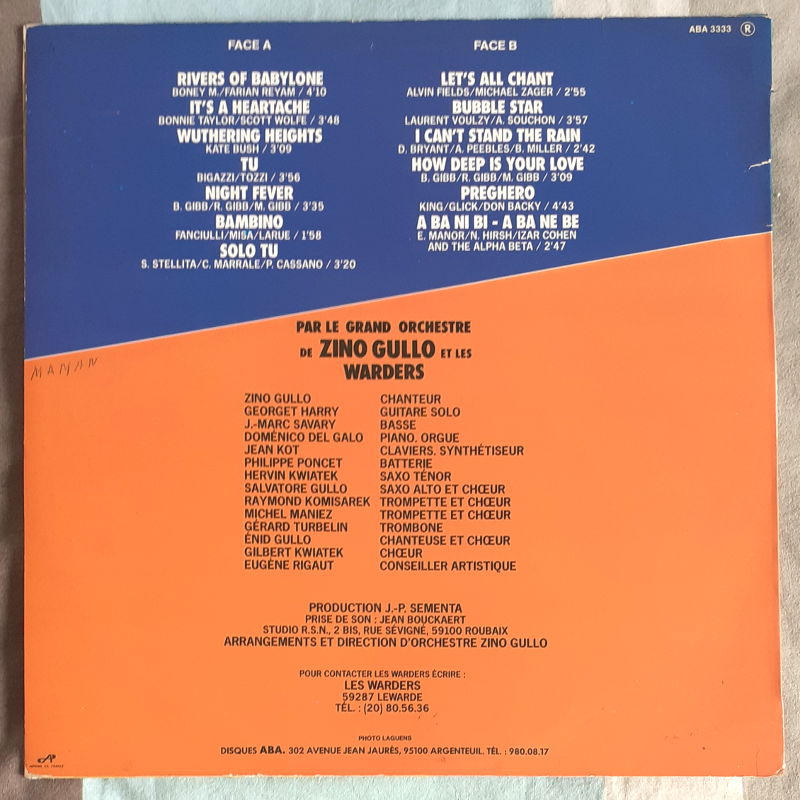 ABA 3333 Ⓡ
FACE A
RIVERS OF BABYLONE
BONEY M./FARIAN REYAM / 4'10
IT'S A HEARTACHE
BONNIE TAYLOR/SCOTT WOLFE / 3'48
WUTHERING HEIGHTS
KATE BUSH / 3'09
TU
BIGAZZI/TOZZI / 3'56
NIGHT FEVER
B. GIBB/R. GIBB/M. GIBB / 3'35
BAMBINO
FANCIULLI/MISA/LARUE / 1'58
SOLO TU
S. STELLITA/C. MARRALE/P. CASSANO / 3'20
FACE B
LET'S ALL CHANT
ALVIN FIELDS/MICHAEL ZAGER / 2'55
BUBBLE STAR
LAURENT VOULZY/A. SOUCHON / 3'57
I CAN'T STAND THE RAIN
D. BRYANT/A. PEEBLES/B. MILLER / 2'42
HOW DEEP IS YOUR LOVE
B. GIBB/R. GIBB/M. GIBB / 3'09
PREGHERO
KING/GLICK/DON BACKY / 4'43
A BA NI BI - A BA NE BE
E. MANOR/N. HIRSH/IZAR COHEN
AND THE ALPHA BETA / 2'47
MAMAN
PAR LE GRAND ORCHESTRE
DE ZINO GULLO ET LES
WARDERS
ZINO GULLO CHANTEUR
GEORGET HARRY GUITARE SOLO
J.-MARC SAVARY BASSE
DOMÉNICO DEL GALO PIANO. ORGUE
JEAN KOT CLAVIERS. SYNTHÉTISEUR
PHILIPPE PONCET BATTERIE
HERVIN KWIATEK SAXO TÉNOR
SALVATORE GULLO SAXO ALTO ET CHŒUR
RAYMOND KOMISAREK TROMPETTE ET CHŒUR
MICHEL MANIEZ TROMPETTE ET CHŒUR
GÉRARD TURBELIN TROMBONE
ÉNID GULLO CHANTEUSE ET CHŒUR
GILBERT KWIATEK CHŒUR
EUGÈNE RIGAUT CONSEILLER ARTISTIQUE
PRODUCTION J.-P. SEMENTA
PRISE DE SON : JEAN BOUCKAERT
STUDIO R.S.N., 2 BIS, RUE SÉVIGNÉ, 59100 ROUBAIX
ARRANGEMENTS ET DIRECTION D'ORCHESTRE ZINO GULLO
POUR CONTACTER LES WARDERS ÉCRIRE :
LES WARDERS
59287 LEWARDE
TÉL. : (20) 80.56.36
PHOTO LAGUENS
DISQUES ABA. 302 AVENUE JEAN JAURÈS, 95100 ARGENTEUIL. TÉL. : 980.08.17